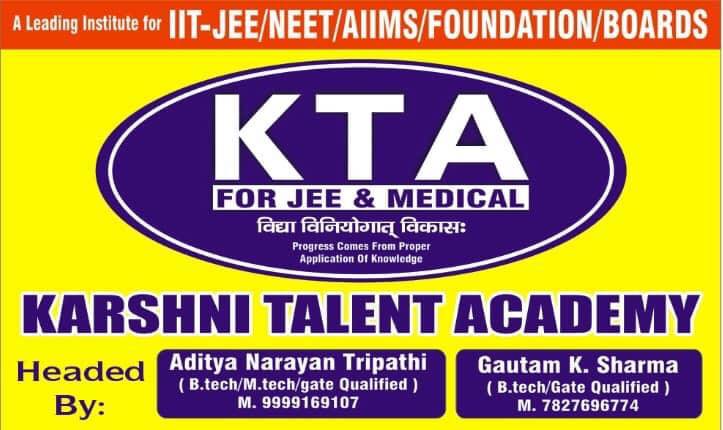 A Leading Institute for IIT-JEE/NEET/AIIMS/FOUNDATION/BOARDS
KTA
FOR JEE & MEDICAL
विद्या विनियोगात् विकासः
Progress Comes From Proper
Application Of Knowledge
KARSHNI TALENT ACADEMY
Headed By:
Aditya Narayan Tripathi
( B.tech/M.tech/gate Qualified )
M. 9999169107
Gautam K. Sharma
( B.tech/Gate Qualified )
M. 7827696774